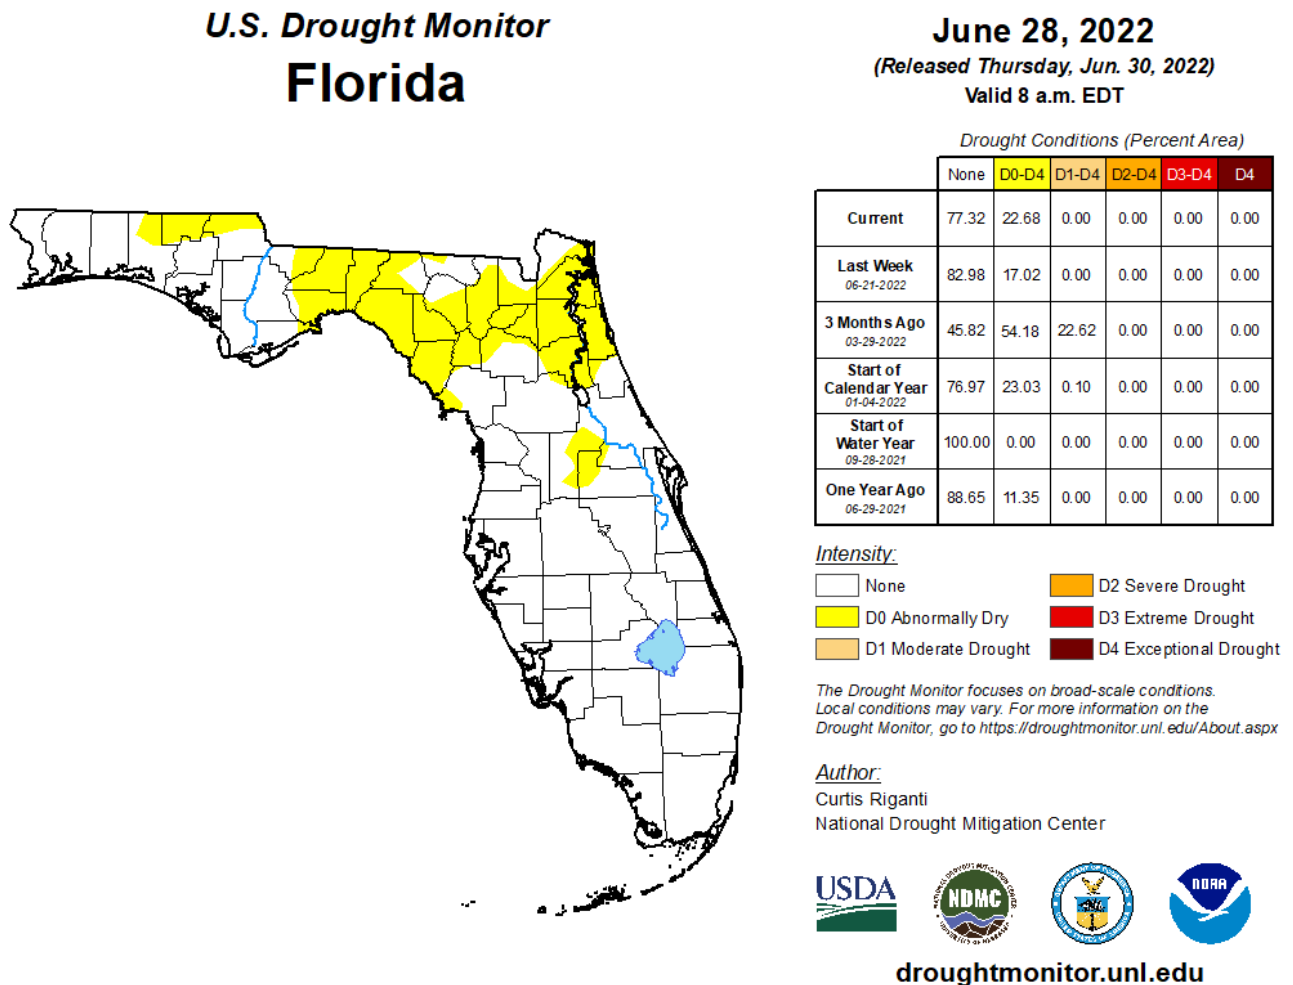 U.S. Drought Monitor
Florida
June 28, 2022
(Released Thursday, Jun. 30, 2022)
Valid 8 a.m. EDT
Drought Conditions (Percent Area)
None D0-D4 D1-D4 D2-D4 D3-D4 D4
Current 77.32 22.68 0.00 0.00 0.00 0.00
Last Week
06-21-2022
82.98 17.02 0.00 0.00 0.00 0.00
3 Months Ago
03-29-2022
45.82 54.18 22.62 0.00 0.00 0.00
Start of
Calendar Year
01-04-2022
76.97 23.03 0.10 0.00 0.00 0.00
Start of
Water Year
09-28-2021
100.00 0.00 0.00 0.00 0.00 0.00
One Year Ago
06-29-2021
88.65 11.35 0.00 0.00 0.00 0.00
Intensity:
None
D0 Abnormally Dry
D1 Moderate Drought
D2 Severe Drought
D3 Extreme Drought
D4 Exceptional Drought
The Drought Monitor focuses on broad-scale conditions.
Local conditions may vary. For more information on the
Drought Monitor, go to https://droughtmonitor.unl.edu/About.aspx
Author:
Curtis Riganti
National Drought Mitigation Center
USDA
NDMC
NOAA
droughtmonitor.unl.edu